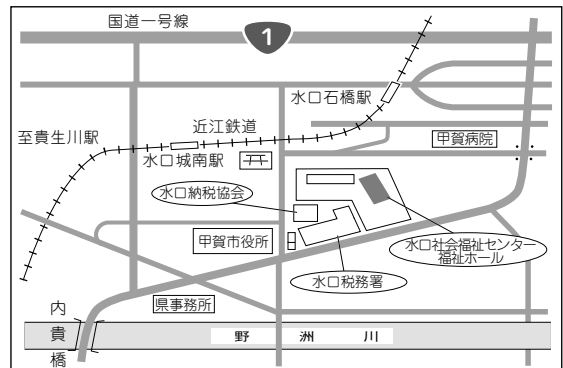 国道一号線
1
水口石橋駅
近江鉄道
至貴生川駅
甲賀病院
水口城南駅
水口納税協会
甲賀市役所
水口社会福祉センター
福祉ホール
水口税務署
県事務所
内貴橋
野洲川